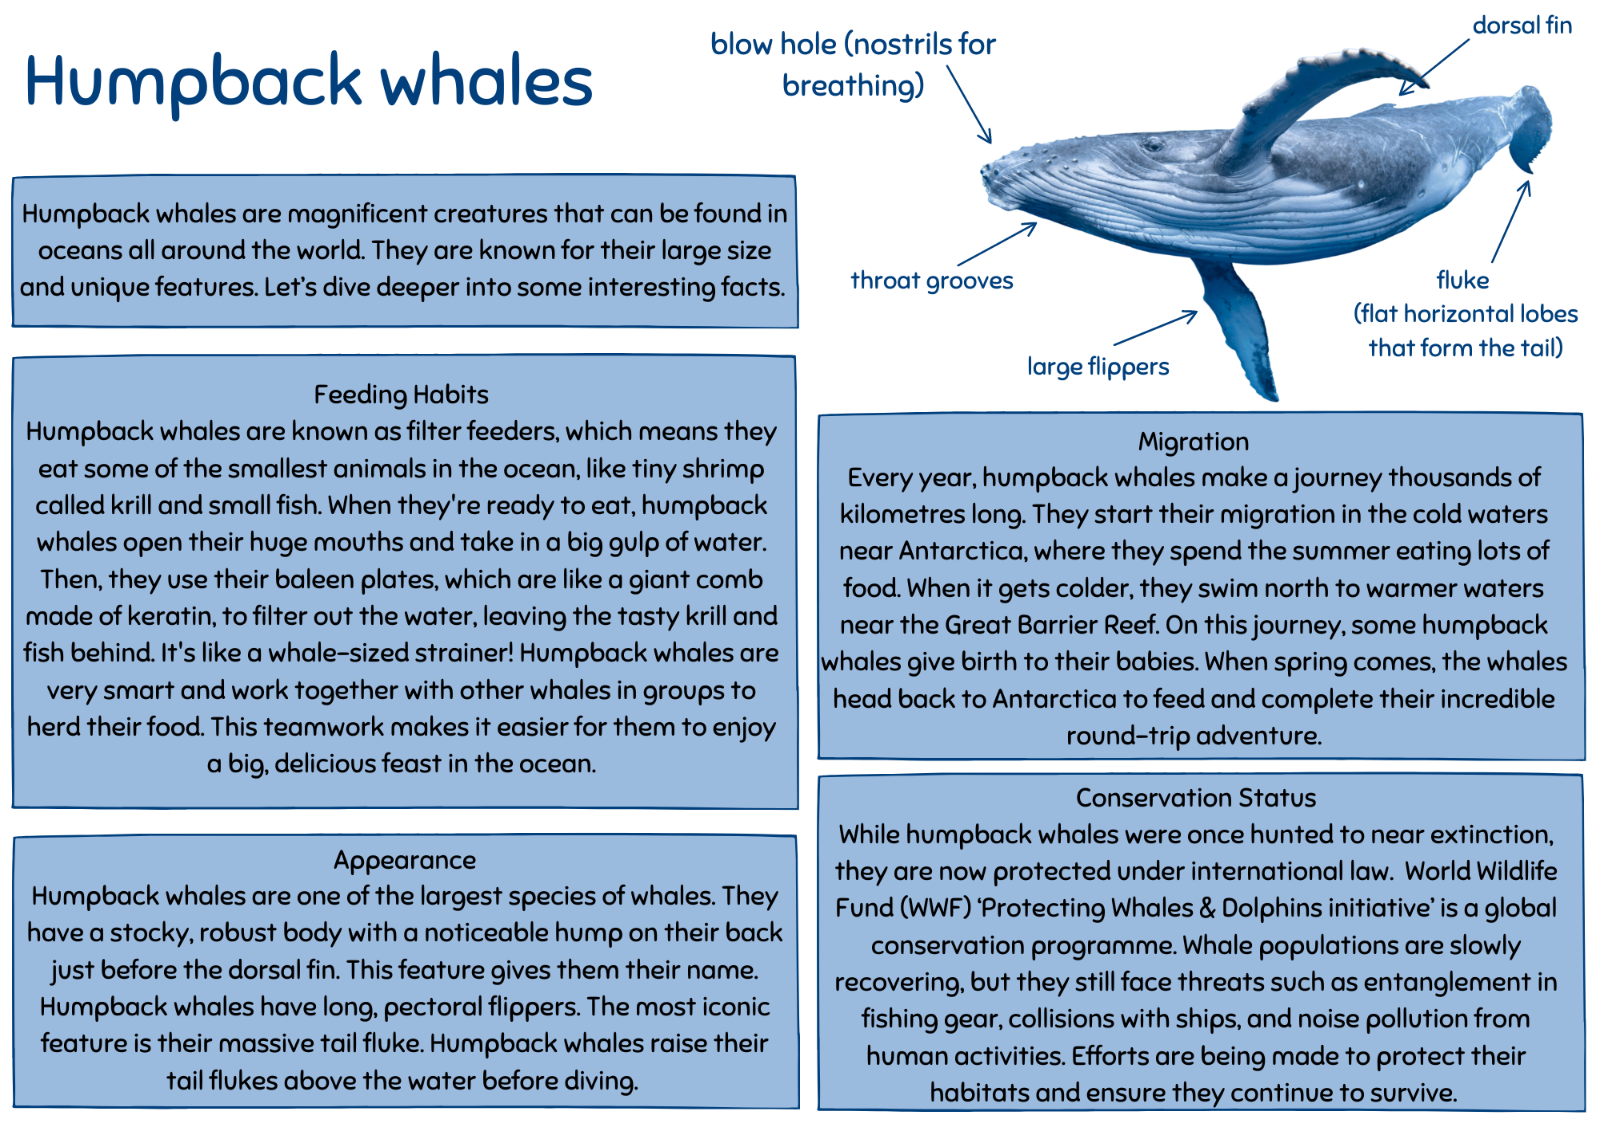 Humpback whales
blow hole (nostrils for
breathing)
dorsal fin
throat grooves
large flippers
fluke
(flat horizontal lobes
that form the tail)
Humpback whales are magnificent creatures that can be found in
oceans all around the world. They are known for their large size
and unique features. Let's dive deeper into some interesting facts.
Feeding Habits
Humpback whales are known as filter feeders, which means they
eat some of the smallest animals in the ocean, like tiny shrimp
called krill and small fish. When they're ready to eat, humpback
whales open their huge mouths and take in a big gulp of water.
Then, they use their baleen plates, which are like a giant comb
made of keratin, to filter out the water, leaving the tasty krill and
fish behind. It's like a whale-sized strainer! Humpback whales are
very smart and work together with other whales in groups to
herd their food. This teamwork makes it easier for them to enjoy
a big, delicious feast in the ocean.
Appearance
Humpback whales are one of the largest species of whales. They
have a stocky, robust body with a noticeable hump on their back
just before the dorsal fin. This feature gives them their name.
Humpback whales have long, pectoral flippers. The most iconic
feature is their massive tail fluke. Humpback whales raise their
tail flukes above the water before diving.
Migration
Every year, humpback whales make a journey thousands of
kilometres long. They start their migration in the cold waters
near Antarctica, where they spend the summer eating lots of
food. When it gets colder, they swim north to warmer waters
near the Great Barrier Reef. On this journey, some humpback
whales give birth to their babies. When spring comes, the whales
head back to Antarctica to feed and complete their incredible
round-trip adventure.
Conservation Status
While humpback whales were once hunted to near extinction,
they are now protected under international law. World Wildlife
Fund (WWF) 'Protecting Whales & Dolphins initiative' is a global
conservation programme. Whale populations are slowly
recovering, but they still face threats such as entanglement in
fishing gear, collisions with ships, and noise pollution from
human activities. Efforts are being made to protect their
habitats and ensure they continue to survive.